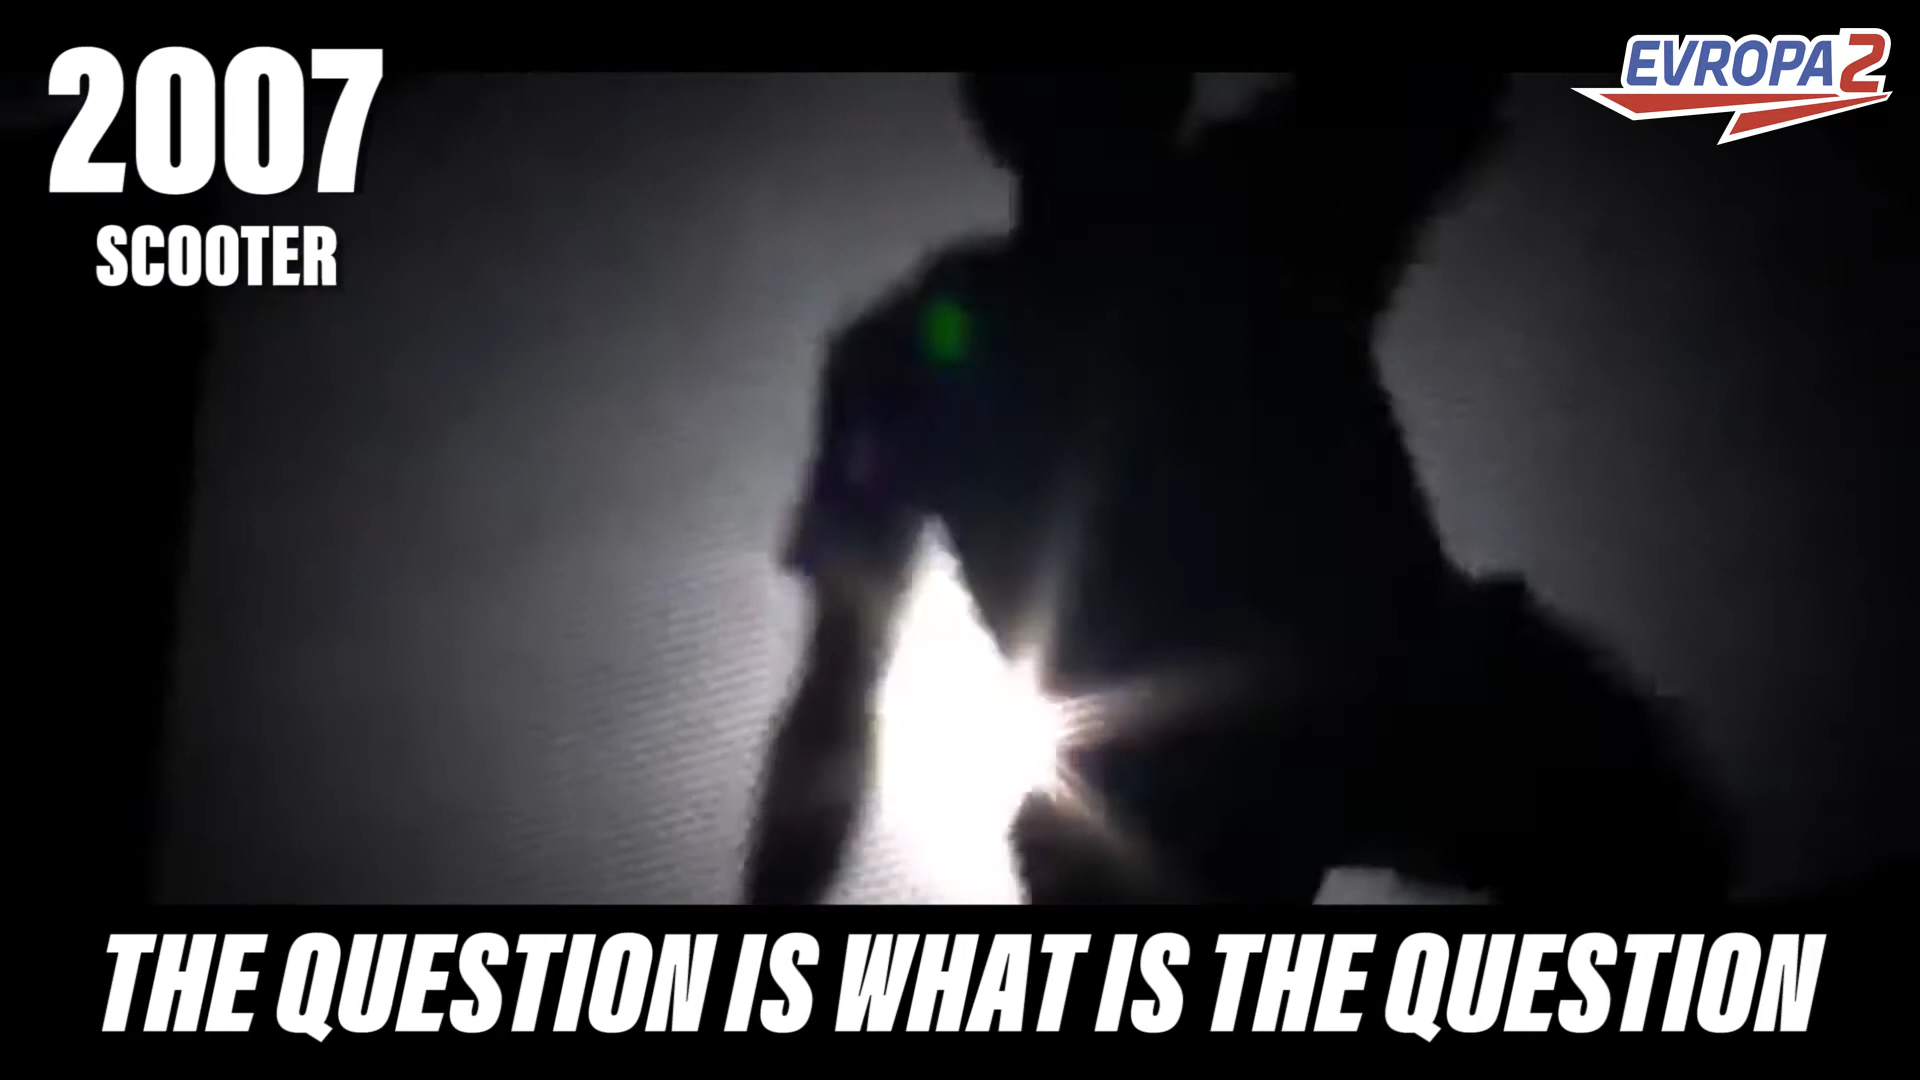 2007
SCOOTER
EVROPA 2
THE QUESTION IS WHAT IS THE QUESTION